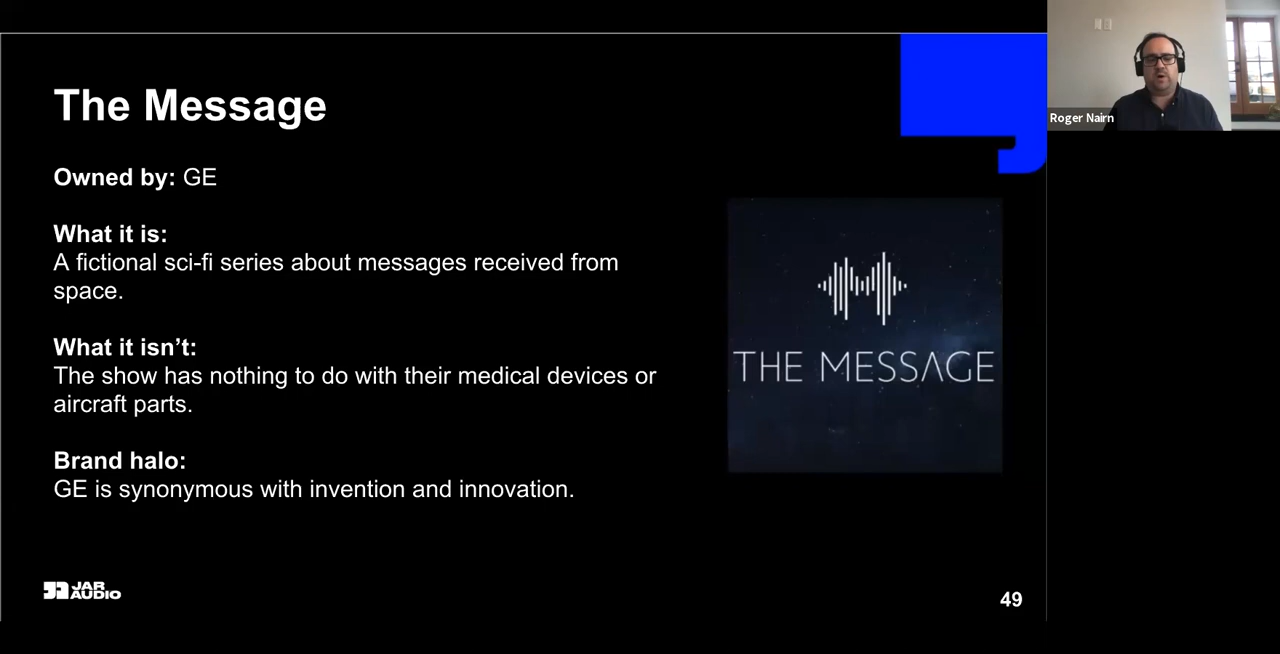 The Message
Owned by: GE
What it is:
A fictional sci-fi series about messages received from
space.
What it isn’t:
The show has nothing to do with their medical devices or
aircraft parts.
Brand halo:
GE is synonymous with invention and innovation.
THE MESSAGE
JAR
AUDIO
49
Roger Nairn